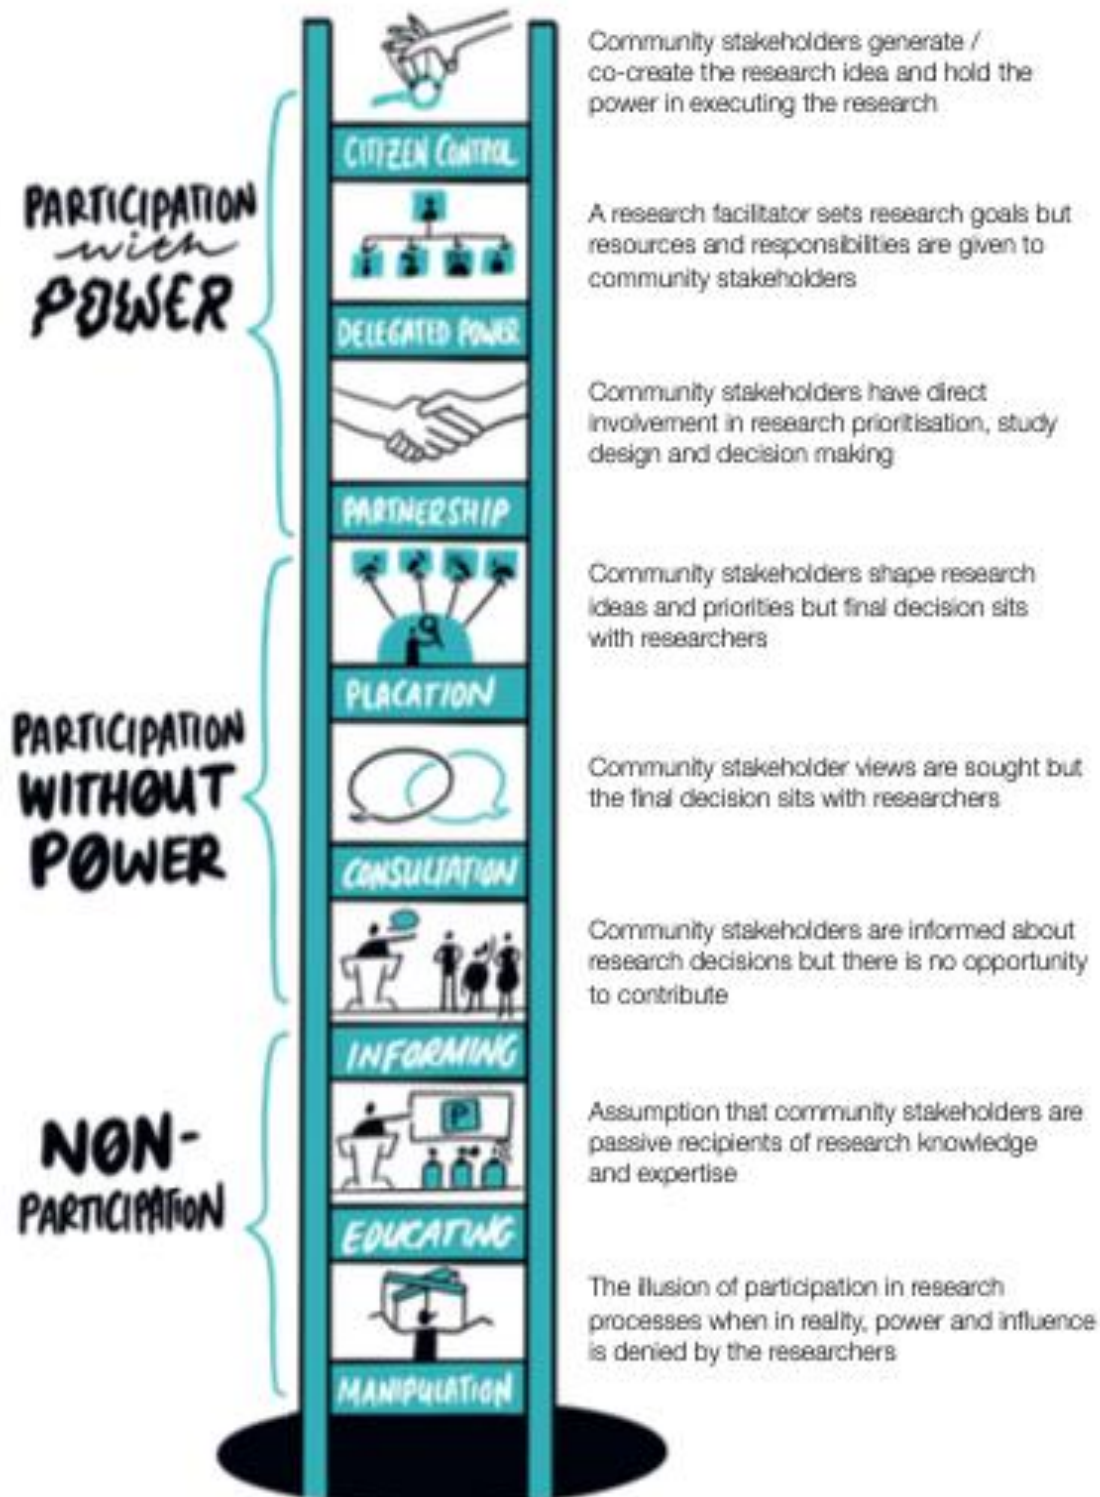 Community stakeholders generate /
co-create the research idea and hold the
power in executing the research
CITIZEN CONTROL
PARTICIPATION
with
POWER
A research facilitator sets research goals but
resources and responsibilities are given to
community stakeholders
DELEGATED POWER
Community stakeholders have direct
involvement in research prioritisation, study
design and decision making
PARTNERSHIP
Community stakeholders shape research
ideas and priorities but final decision sits
with researchers
PLACATION
PARTICIPATION
WITHOUT
POWER
Community stakeholder views are sought but
the final decision sits with researchers
CONSULTATION
Community stakeholders are informed about
research decisions but there is no opportunity
to contribute
INFORMING
NON-
PARTICIPATION
P
Assumption that community stakeholders are
passive recipients of research knowledge
and expertise
EDUCATING
The illusion of participation in research
processes when in reality, power and influence
is denied by the researchers
MANIPULATION